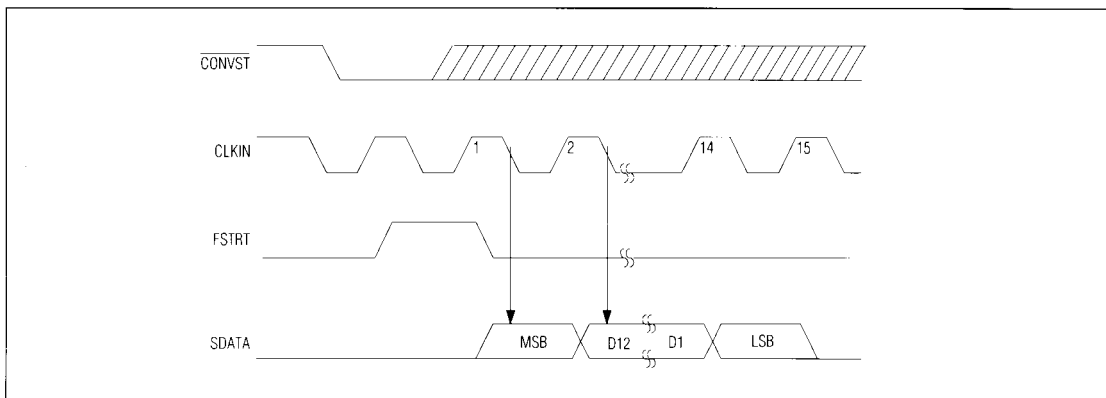 CONVST
CLKIN 1 2 14 15
FSTRT
SDATA MSB D12 D1 LSB